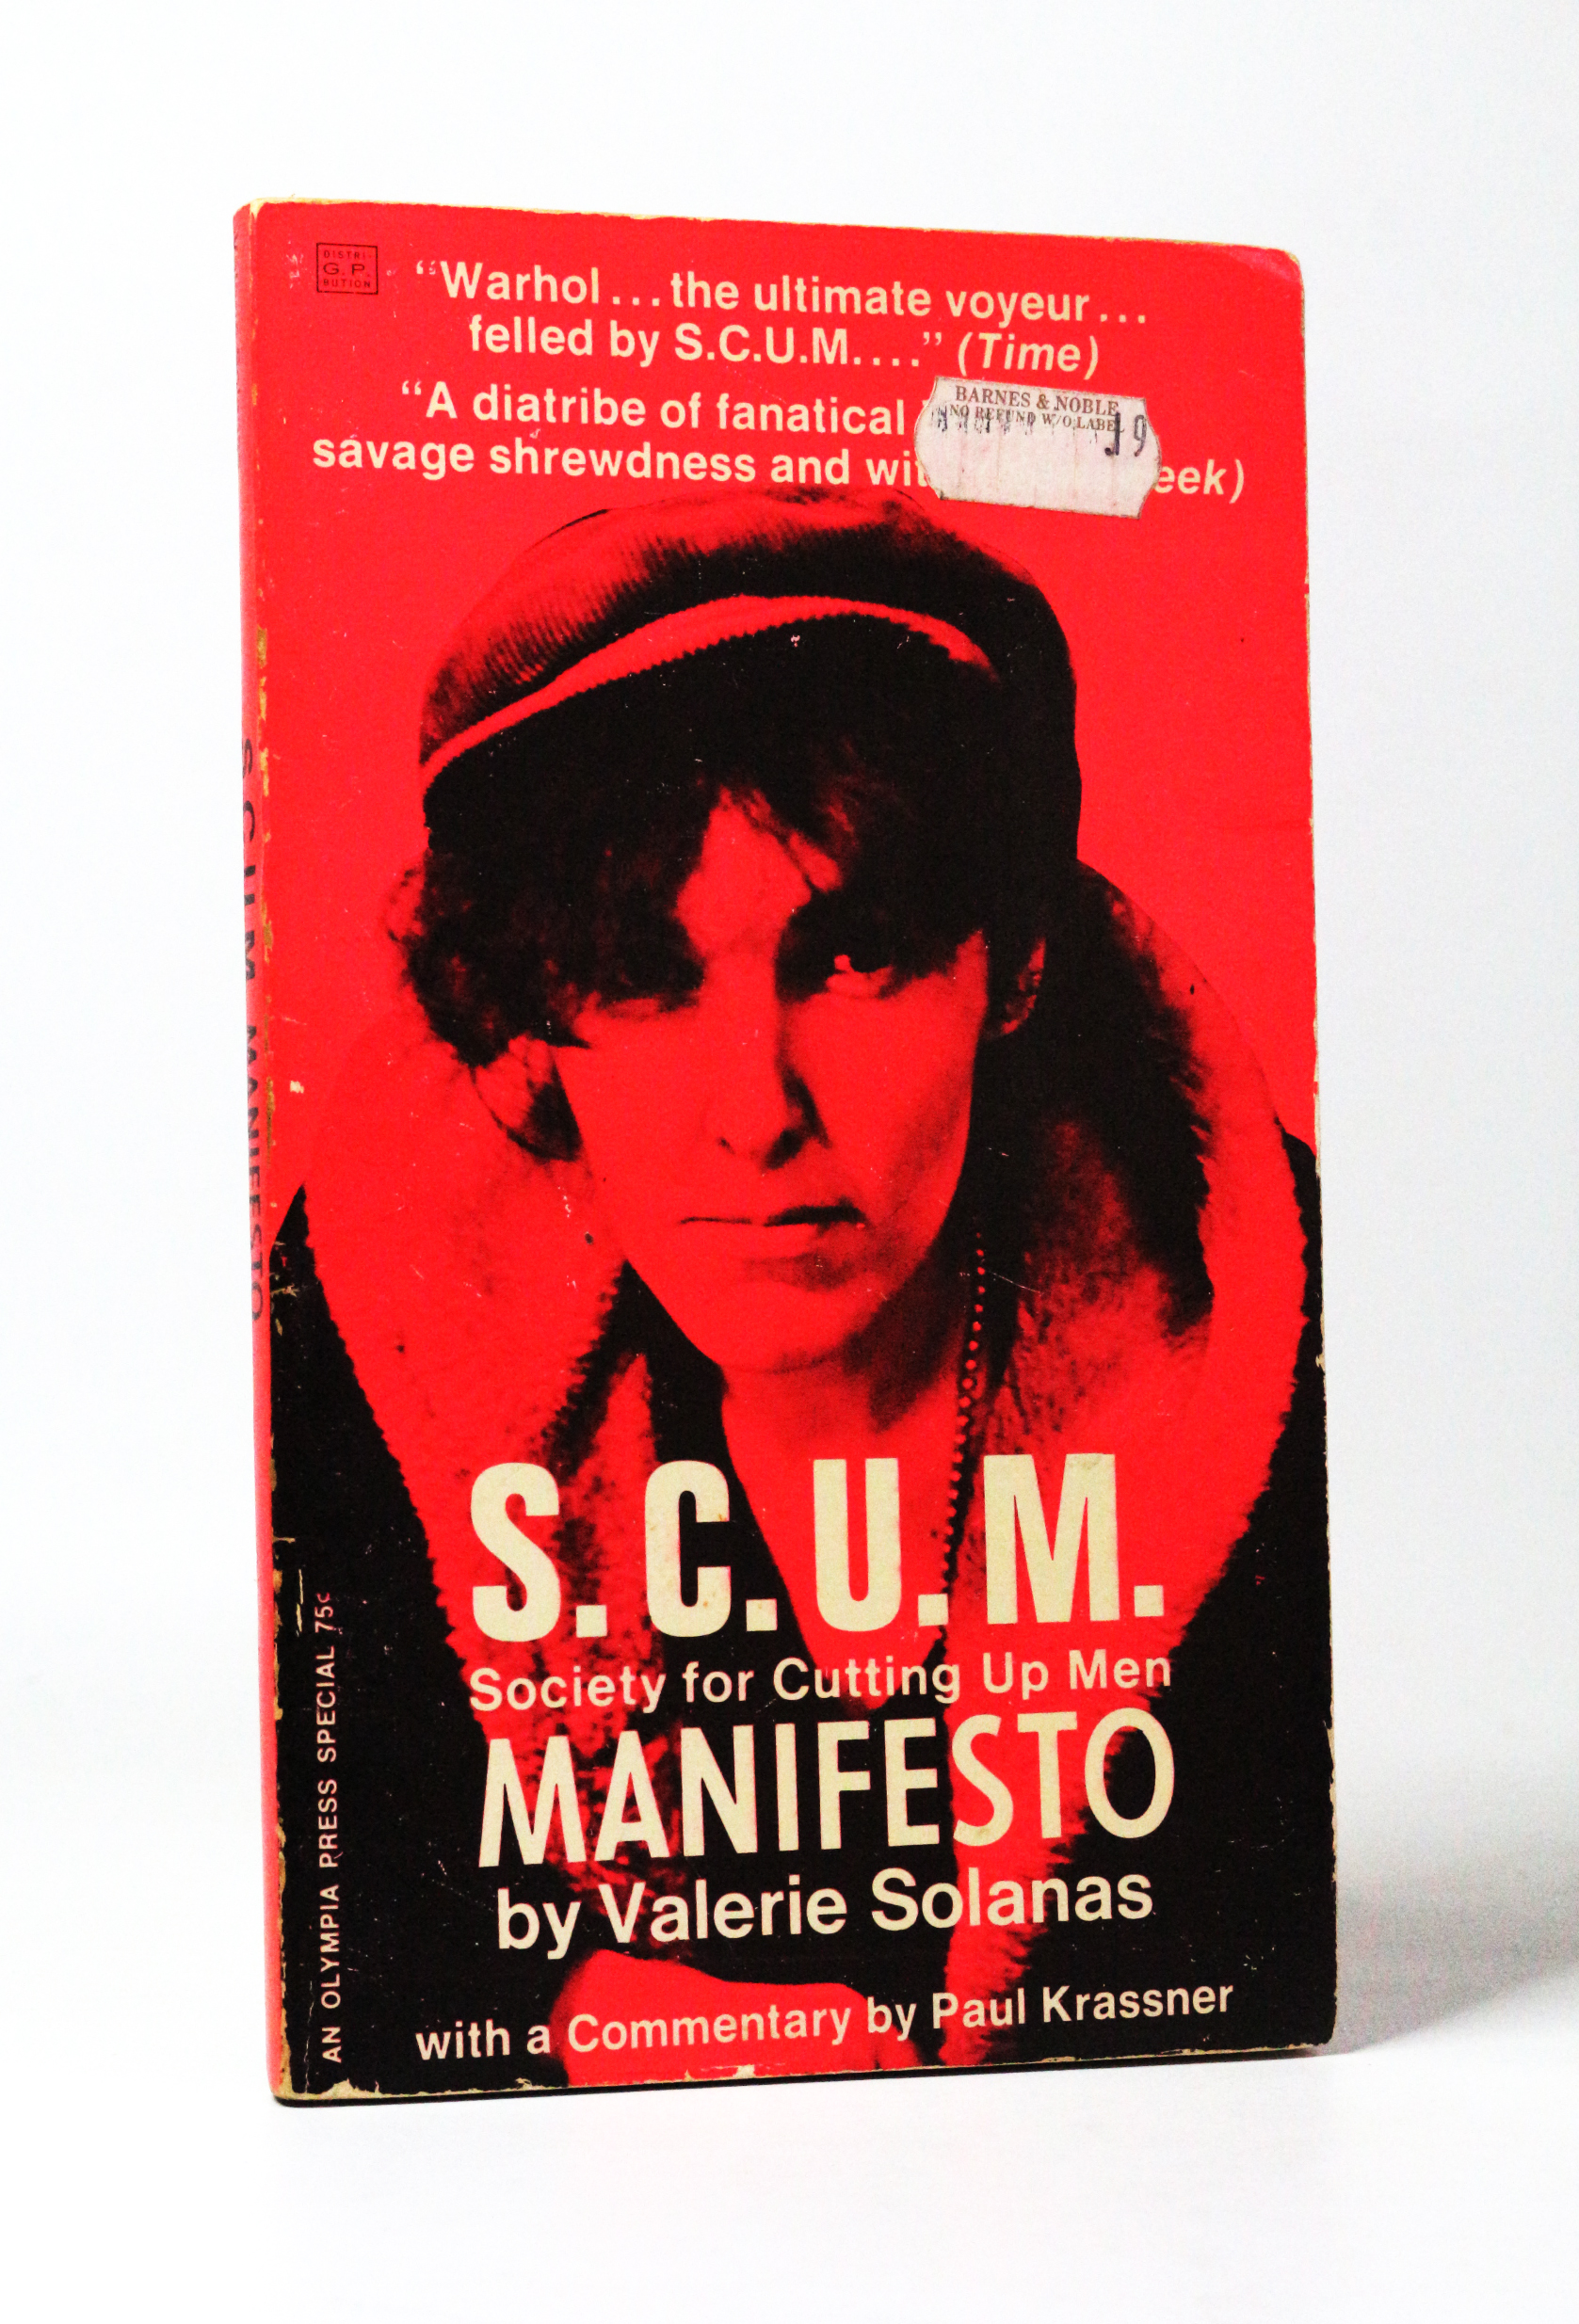 DISTRI-
G.P.
BUTION
“Warhol...the ultimate voyeur...
felled by S.C.U.M....” (Time)
“A diatribe of fanatical
BARNES & NOBLE
NO REFUND W/O LABEL
19
savage shrewdness and wit
eek)
S.C.U.M. MANIFESTO
S.C.U.M.
Society for Cutting Up Men
MANIFESTO
by Valerie Solanas
with a Commentary by Paul Krassner
AN OLYMPIA PRESS SPECIAL 75c